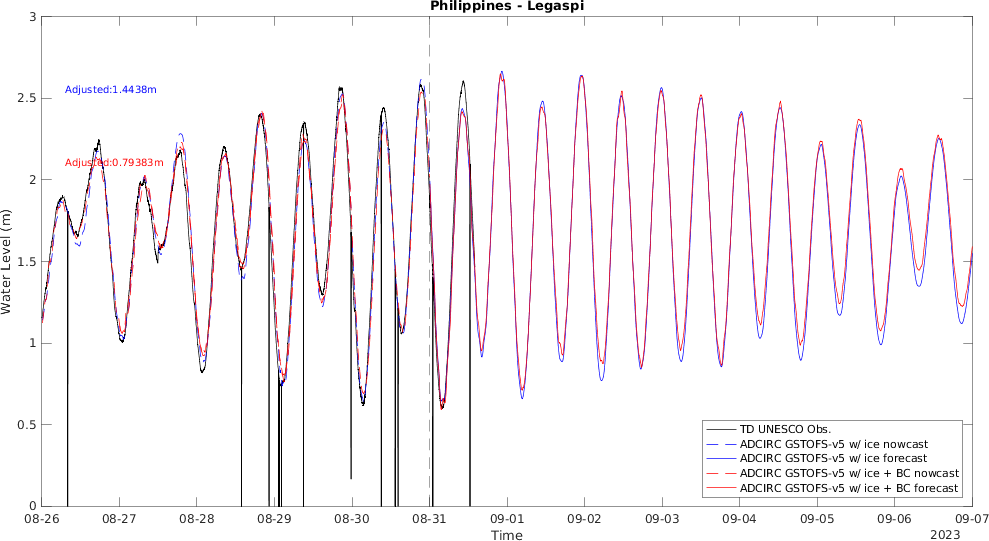 Philippines - Legaspi
3
2.5
2
1.5
1
0.5
0
Water Level (m)
Adjusted:1.4438m
Adjusted:0.79383m
TD UNESCO Obs.
ADCIRC GSTOFS-v5 w/ ice nowcast
ADCIRC GSTOFS-v5 w/ ice forecast
ADCIRC GSTOFS-v5 w/ ice + BC nowcast
ADCIRC GSTOFS-v5 w/ ice + BC forecast
08-26 08-27 08-28 08-29 08-30 08-31 09-01 09-02 09-03 09-04 09-05 09-06 09-07
Time
2023